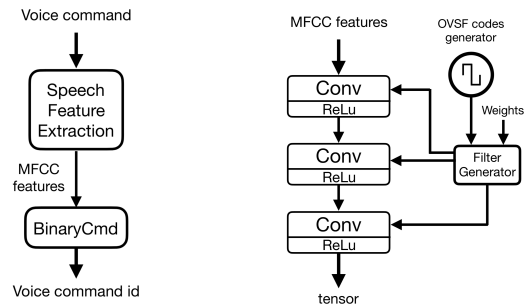 Voice command
Speech
Feature
Extraction
MFCC
features
BinaryCmd
Voice command id
MFCC features
OVSF codes
generator
Conv
ReLu
Weights
Conv
ReLu
Filter
Generator
Conv
ReLu
tensor